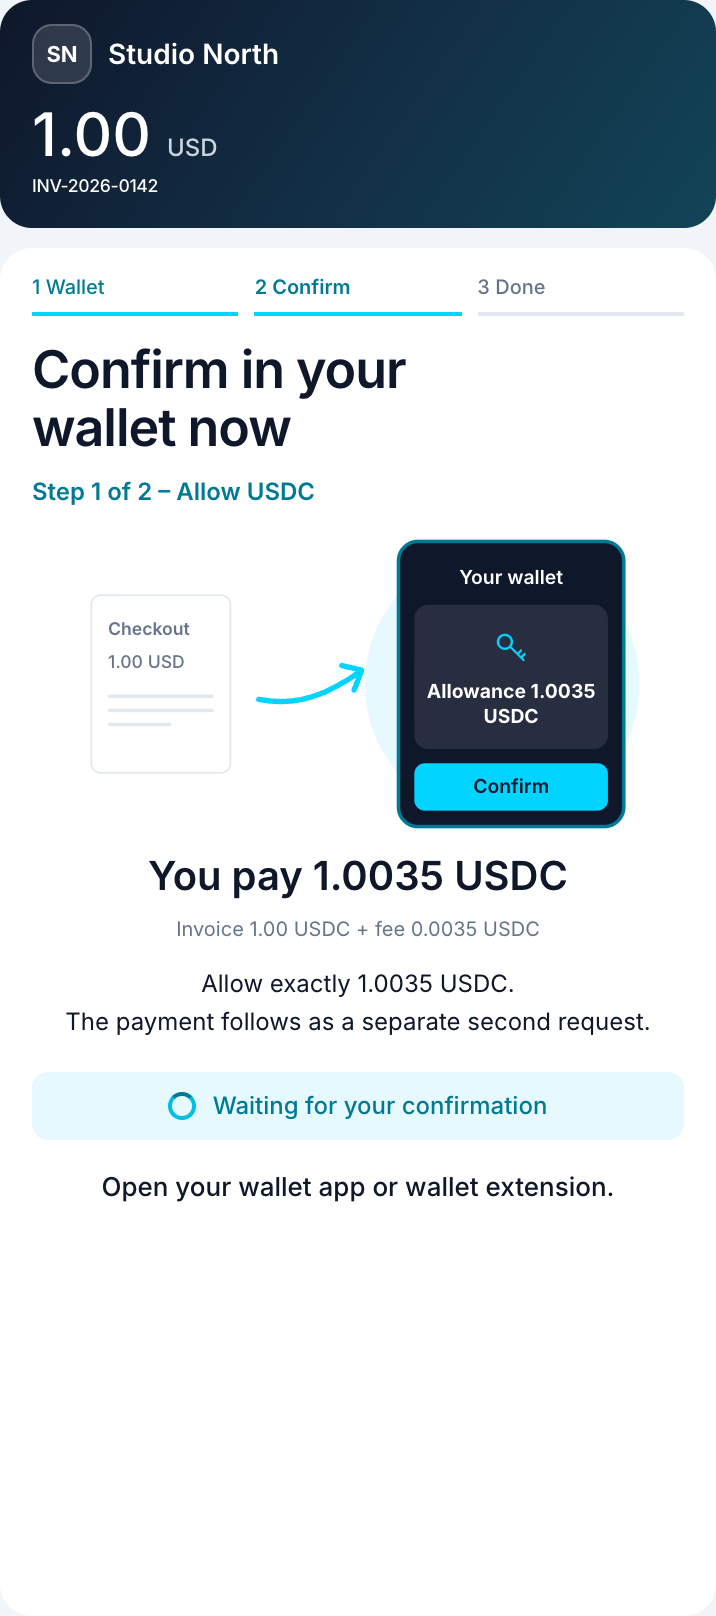 SN
Studio North
1.00 USD
INV-2026-0142
1 Wallet
2 Confirm
3 Done
Confirm in your
wallet now
Step 1 of 2 – Allow USDC
Checkout
1.00 USD
Your wallet
Allowance 1.0035
USDC
Confirm
You pay 1.0035 USDC
Invoice 1.00 USDC + fee 0.0035 USDC
Allow exactly 1.0035 USDC.
The payment follows as a separate second request.
Waiting for your confirmation
Open your wallet app or wallet extension.